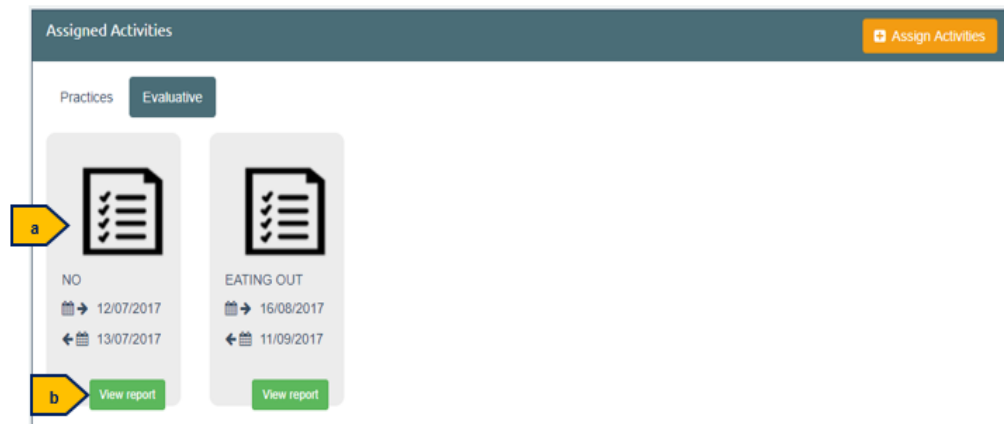 Assigned Activities
Assign Activities
Practices Evaluative
a
NO EATING OUT
12/07/2017 16/08/2017
13/07/2017 11/09/2017
b View report View report